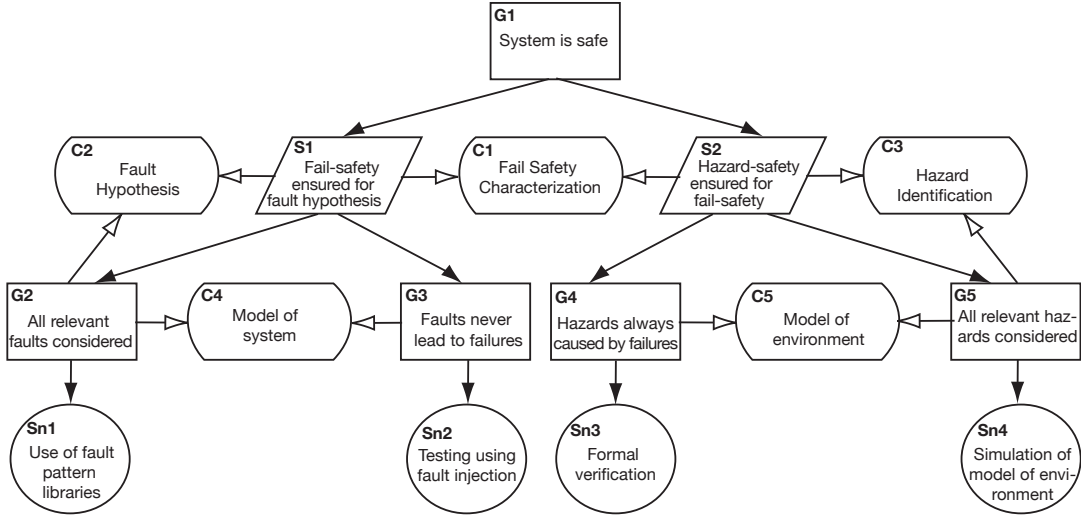 G1
System is safe
C2
Fault
Hypothesis
S1
Fail-safety
ensured for
fault hypothesis
C1
Fail Safety
Characterization
S2
Hazard-safety
ensured for
fail-safety
C3
Hazard
Identification
G2
All relevant
faults considered
C4
Model of
system
G3
Faults never
lead to failures
G4
Hazards always
caused by failures
C5
Model of
environment
G5
All relevant haz-
ards considered
Sn1
Use of fault
pattern
libraries
Sn2
Testing using
fault injection
Sn3
Formal
verification
Sn4
Simulation of
model of envi-
ronment